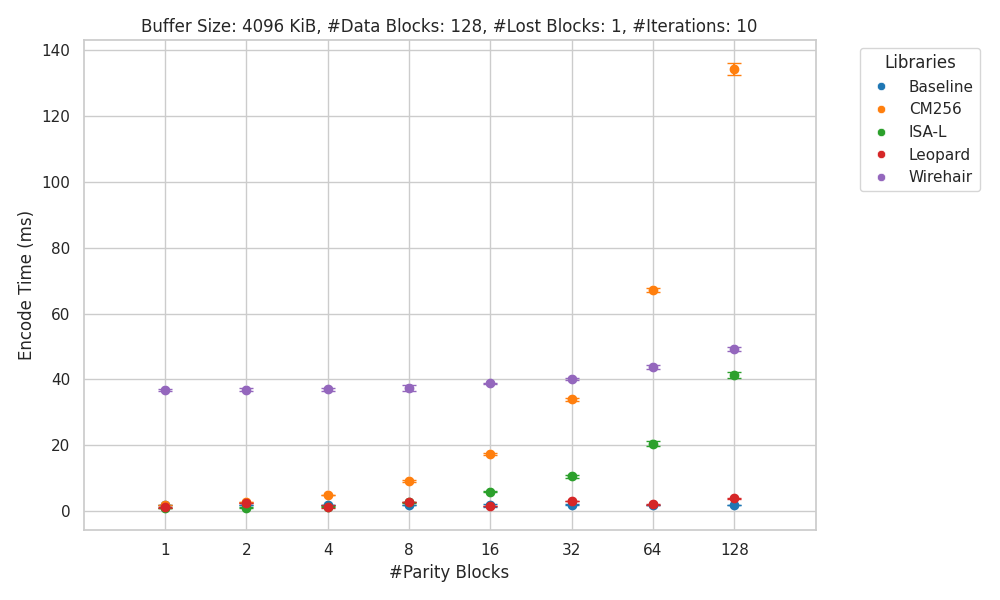 Buffer Size: 4096 KiB, #Data Blocks: 128, #Lost Blocks: 1, #Iterations: 10
Encode Time (ms)
140
120
100
80
60
40
20
0
1 2 4 8 16 32 64 128
#Parity Blocks
Libraries
Baseline
CM256
ISA-L
Leopard
Wirehair